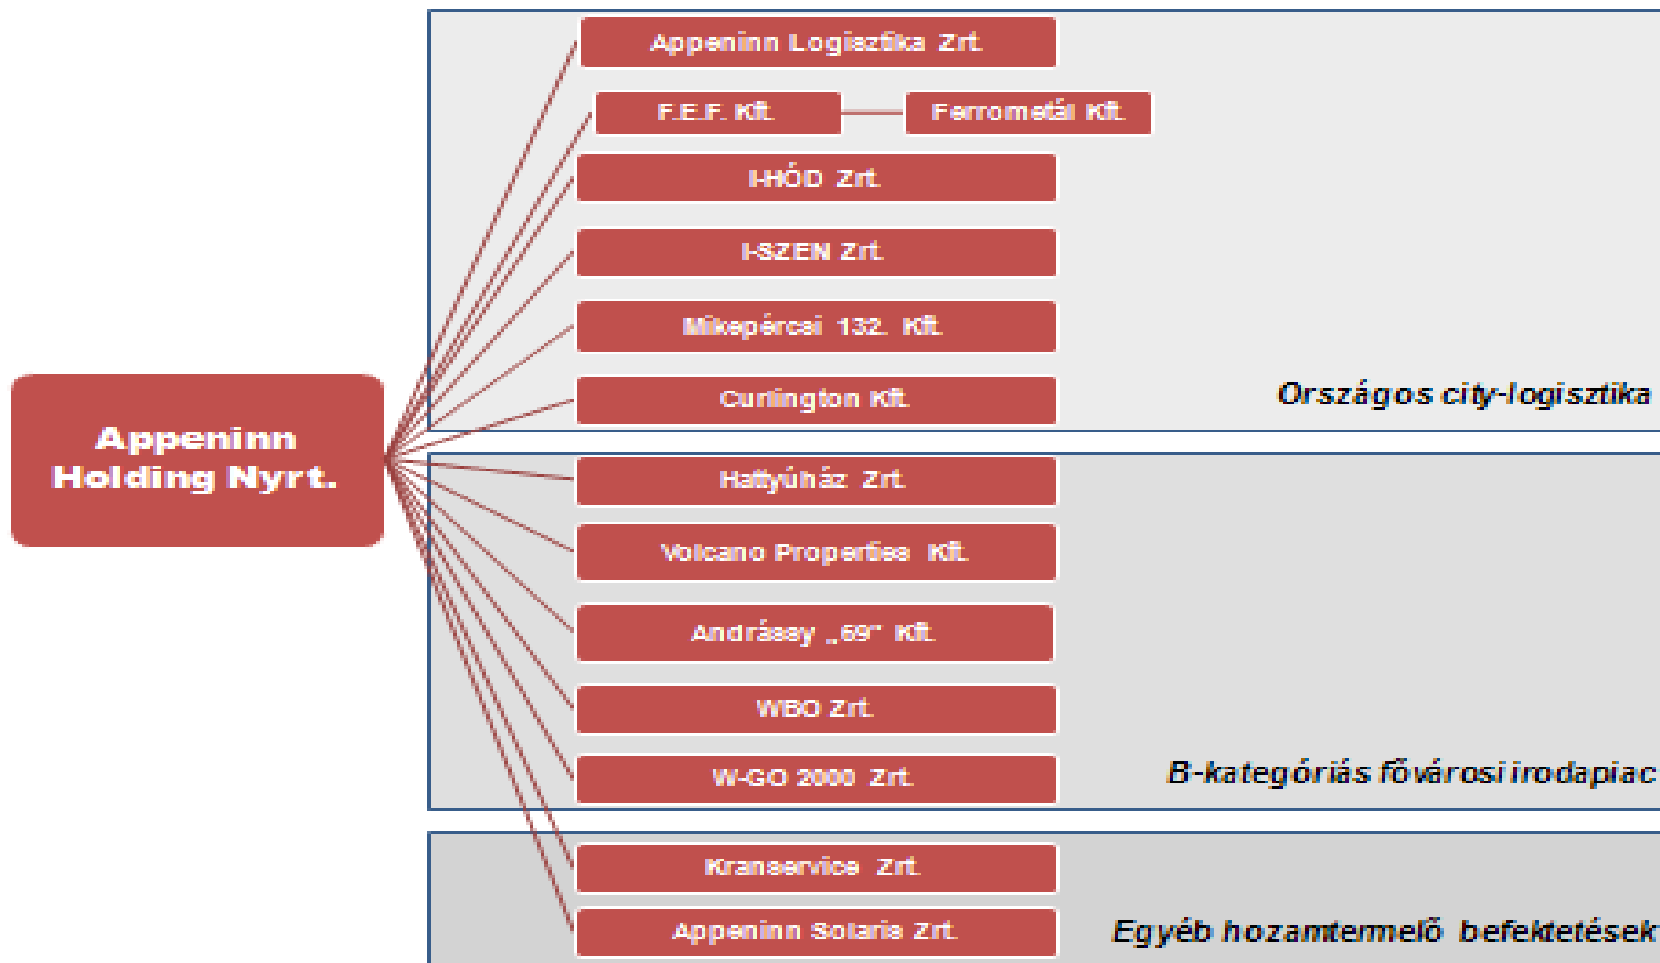 Appeninn Logisztika Zrt.
F.E.F. Kft.
Ferrometál Kft.
I-HÓD Zrt.
I-SZEN Zrt.
Mikepércsi 132. Kft.
Curlington Kft.
Országos city-logisztika
Appeninn
Holding Nyrt.
Hattyúház Zrt.
Volcano Properties Kft.
Andrássy „69” Kft.
WBO Zrt.
W-GO 2000 Zrt.
B-kategóriás fővárosi irodapiac
Kranservice Zrt.
Appeninn Solaris Zrt.
Egyéb hozamtermelő befektetések